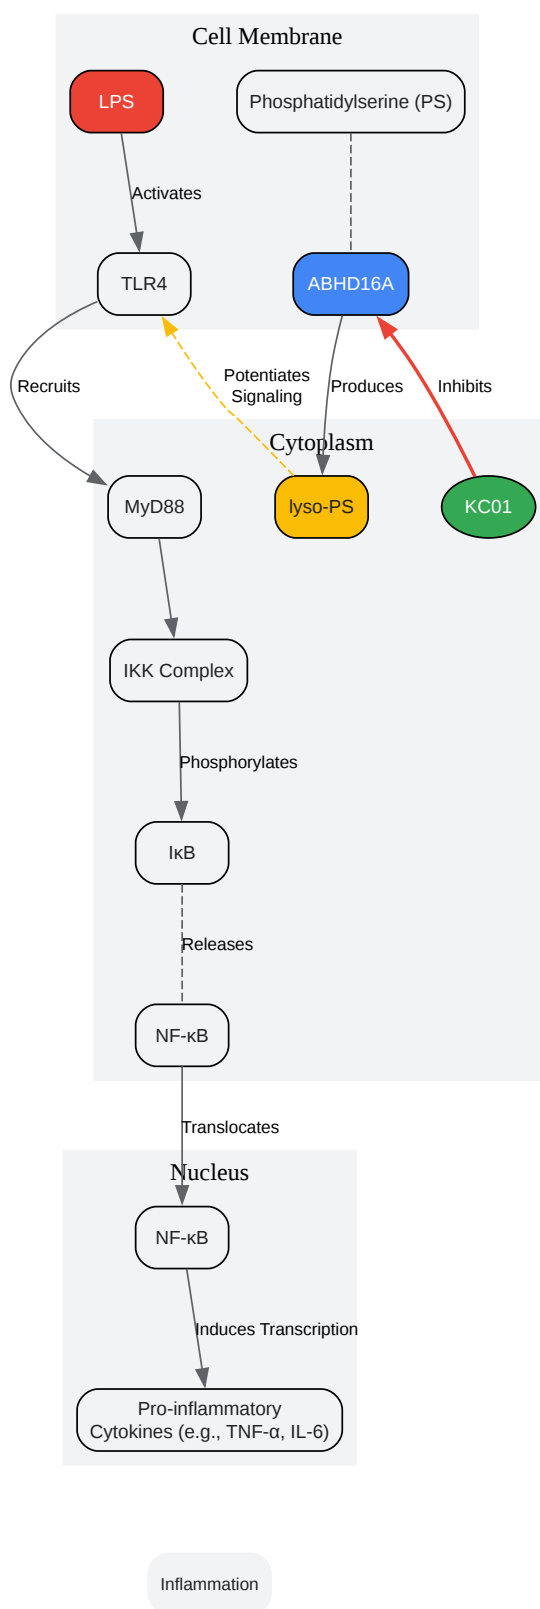 Cell Membrane
LPS
Phosphatidylserine (PS)
Activates
TLR4
ABHD16A
Recruits
Potentiates
Signaling
Produces
Inhibits
Cytoplasm
MyD88
lyso-PS
KC01
IKK Complex
Phosphorylates
IκB
Releases
NF-κB
Translocates
Nucleus
NF-κB
Induces Transcription
Pro-inflammatory
Cytokines (e.g., TNF-α, IL-6)
Inflammation